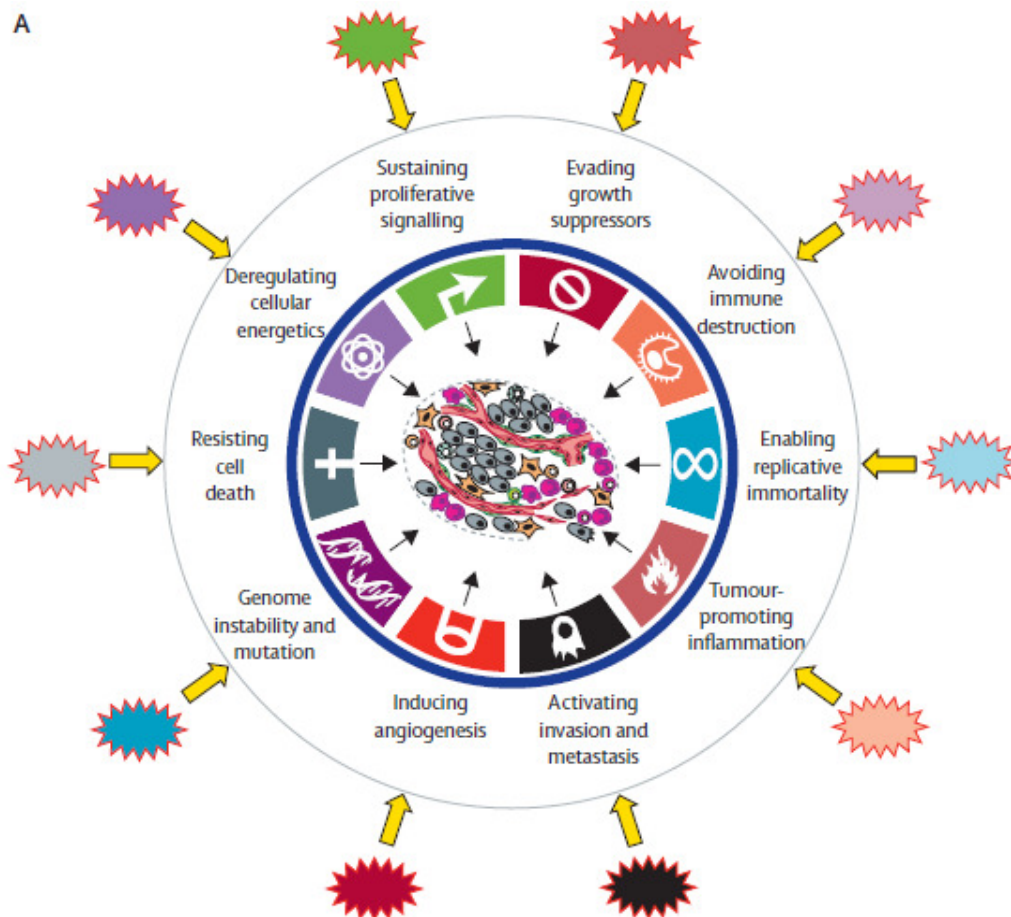 A
Sustaining
proliferative
signalling
Evading
growth
suppressors
Avoiding
immune
destruction
Enabling
replicative
immortality
Tumour-
promoting
inflammation
Activating
invasion and
metastasis
Inducing
angiogenesis
Genome
instability and
mutation
Resisting
cell
death
Deregulating
cellular
energetics